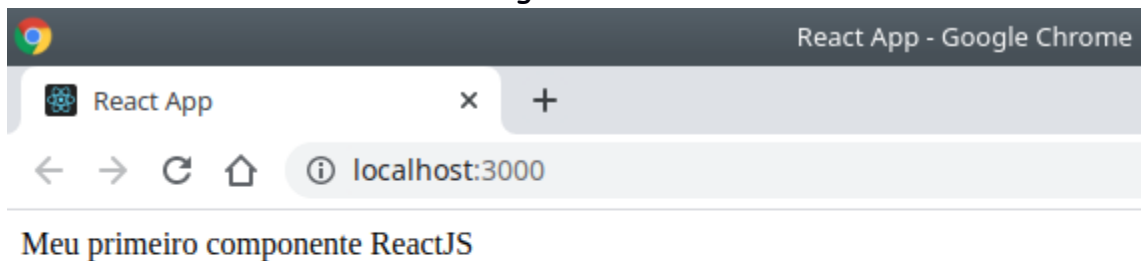 React App - Google Chrome
React App
localhost:3000
Meu primeiro componente ReactJS